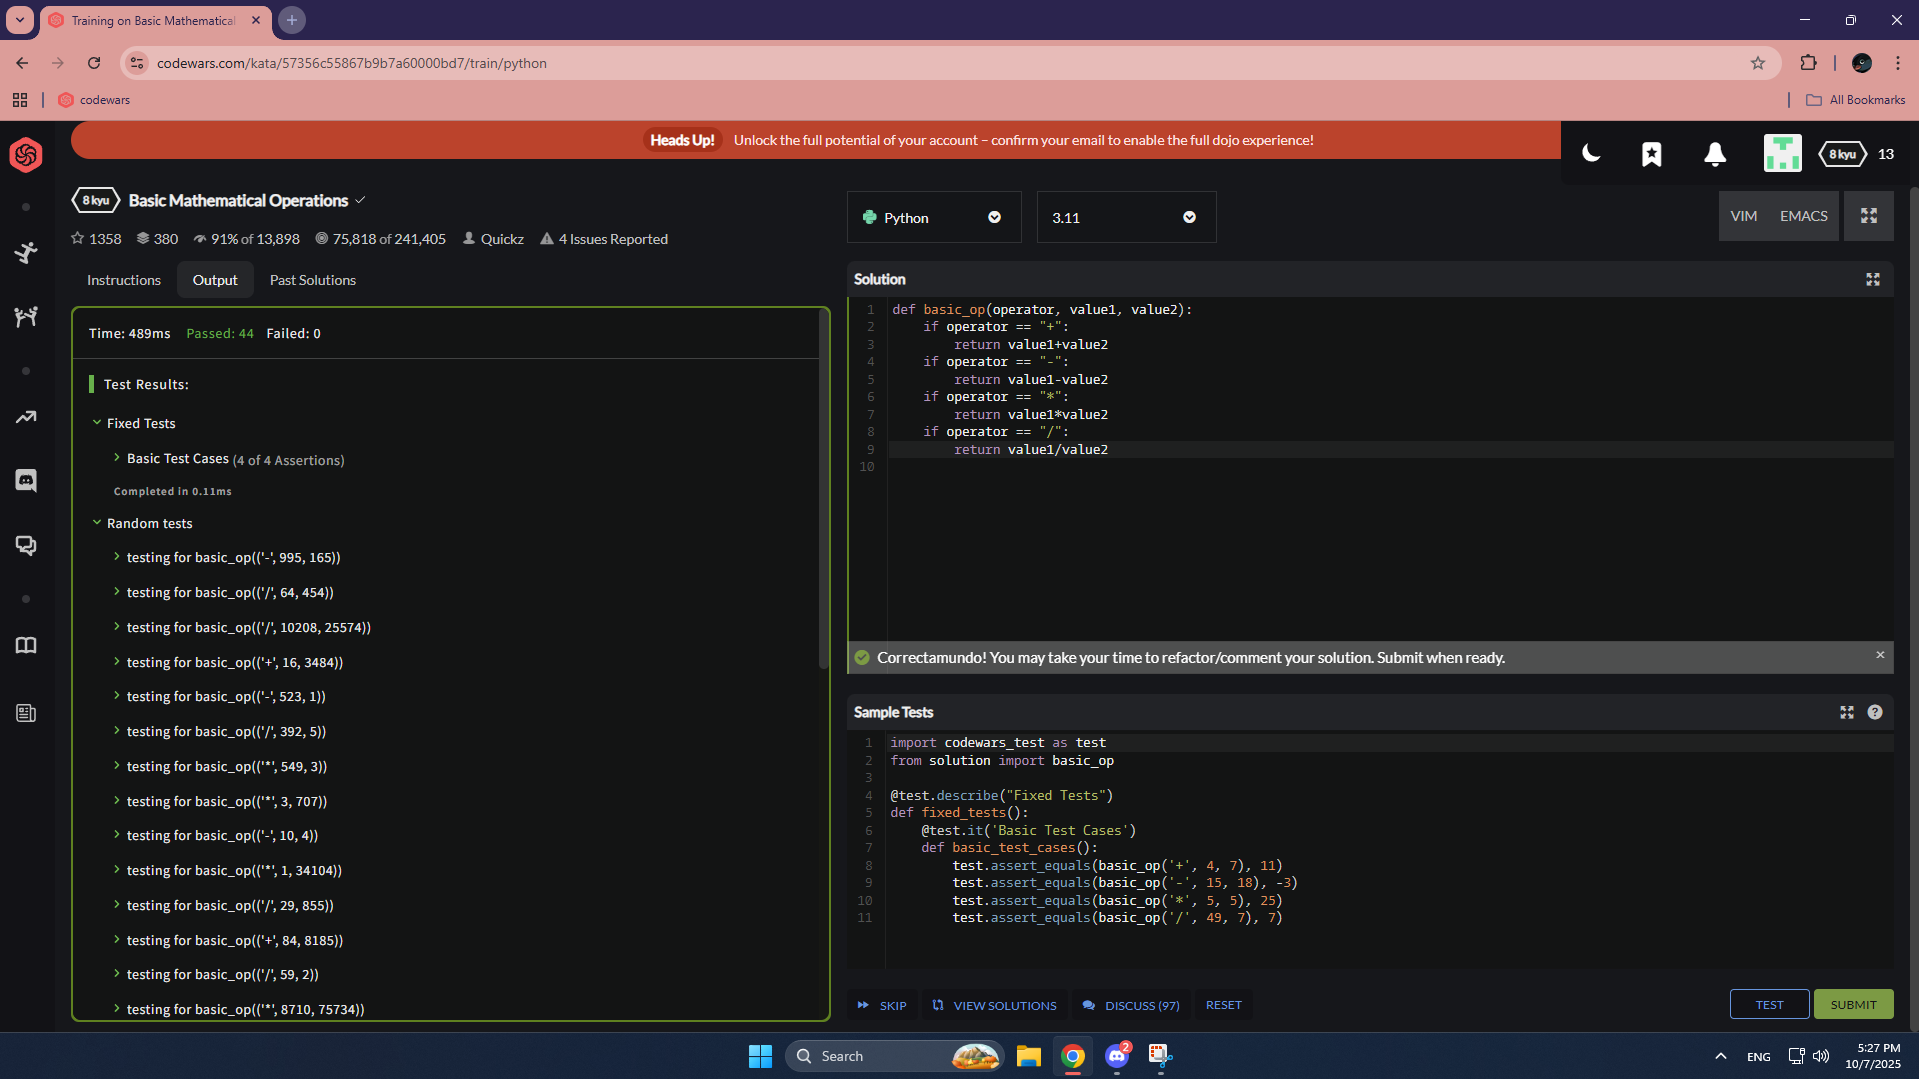 Training on Basic Mathematical
codewars.com/kata/57356c55867b9b7a60000bd7/train/python
codewars
All Bookmarks
Heads Up! Unlock the full potential of your account – confirm your email to enable the full dojo experience!
8 kyu 13
8 kyu Basic Mathematical Operations
1358 380 91% of 13,898 75,818 of 241,405 Quickz 4 Issues Reported
Python
3.11
VIM EMACS
Instructions Output Past Solutions
Time: 489ms Passed: 44 Failed: 0
Test Results:
Fixed Tests
Basic Test Cases (4 of 4 Assertions)
Completed in 0.11ms
Random tests
testing for basic_op(('-', 995, 165))
testing for basic_op(('/', 64, 454))
testing for basic_op(('/', 10208, 25574))
testing for basic_op(('+', 16, 3484))
testing for basic_op(('-', 523, 1))
testing for basic_op(('/', 392, 5))
testing for basic_op(('*', 549, 3))
testing for basic_op(('*', 3, 707))
testing for basic_op(('-', 10, 4))
testing for basic_op(('*', 1, 34104))
testing for basic_op(('/', 29, 855))
testing for basic_op(('+', 84, 8185))
testing for basic_op(('/', 59, 2))
testing for basic_op(('*', 8710, 75734))
Solution
1 def basic_op(operator, value1, value2):
2     if operator == "+":
3         return value1+value2
4     if operator == "-":
5         return value1-value2
6     if operator == "*":
7         return value1*value2
8     if operator == "/":
9         return value1/value2
10
Correctamundo! You may take your time to refactor/comment your solution. Submit when ready.
Sample Tests
1 import codewars_test as test
2 from solution import basic_op
3
4 @test.describe("Fixed Tests")
5 def fixed_tests():
6     @test.it('Basic Test Cases')
7     def basic_test_cases():
8         test.assert_equals(basic_op('+', 4, 7), 11)
9         test.assert_equals(basic_op('-', 15, 18), -3)
10         test.assert_equals(basic_op('*', 5, 5), 25)
11         test.assert_equals(basic_op('/', 49, 7), 7)
SKIP VIEW SOLUTIONS DISCUSS (97) RESET
TEST SUBMIT
Search
2
ENG
5:27 PM
10/7/2025